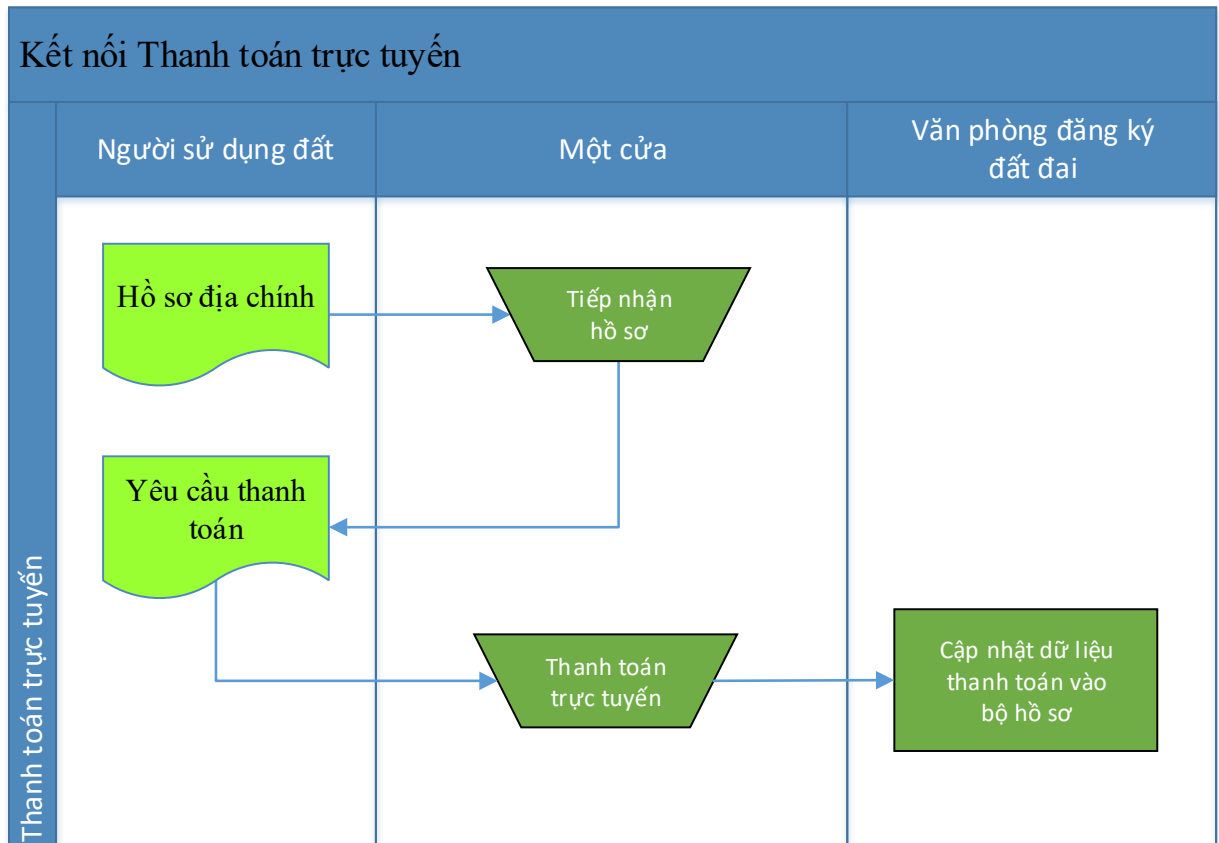 Kết nối Thanh toán trực tuyến
Người sử dụng đất
Một cửa
Văn phòng đăng ký
đất đai
Thanh toán trực tuyến
Hồ sơ địa chính
Tiếp nhận
hồ sơ
Yêu cầu thanh
toán
Thanh toán
trực tuyến
Cập nhật dữ liệu
thanh toán vào
bộ hồ sơ